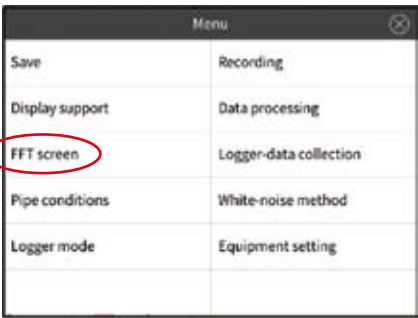 Menu
Save
Recording
Display support
Data processing
FFT screen
Logger-data collection
Pipe conditions
White-noise method
Logger mode
Equipment setting